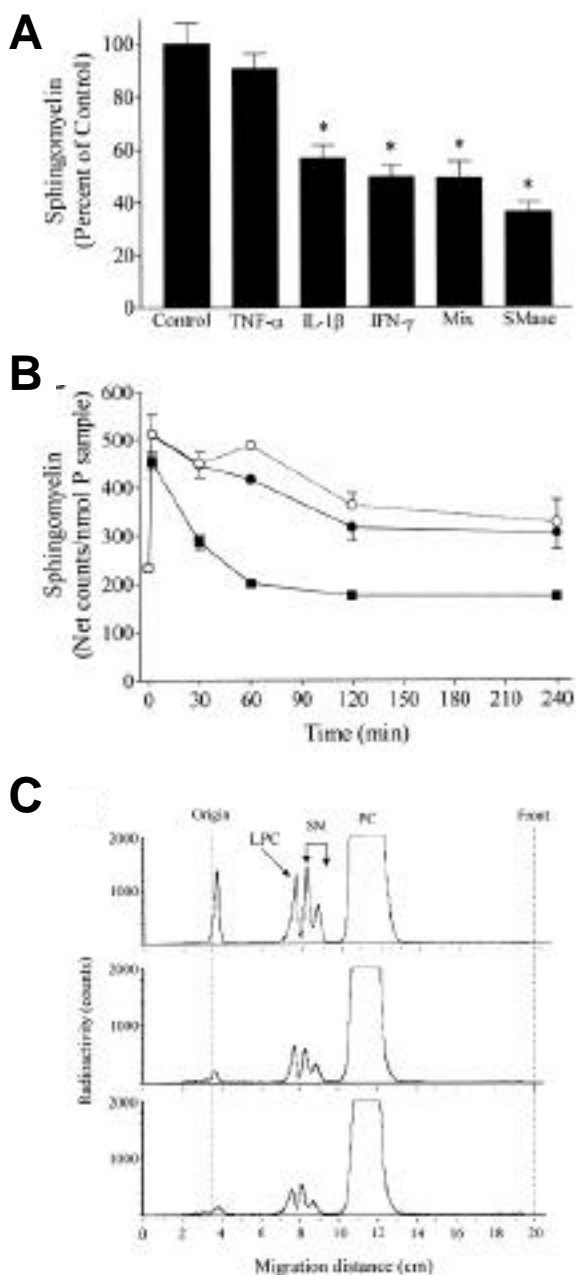 A
Sphingomyelin
(Percent of Control)
100
80
60
40
20
0
* * * *
Control TNF-α IL-1β IFN-γ Mix SMase
B
Sphingomyelin
(Net counts/nmol P sample)
600
500
400
300
200
100
0
0 30 60 90 120 150 180 210 240
Time (min)
C
Origin LPC SM PC Front
Radioactivity (counts)
2000
1000
2000
1000
2000
1000
0 2 4 6 8 10 12 14 16 18 20
Migration distance (cm)